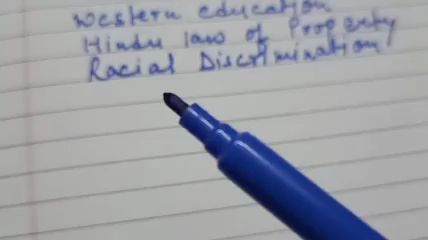 Western education
Hindu law of Property
Racial Discrimination